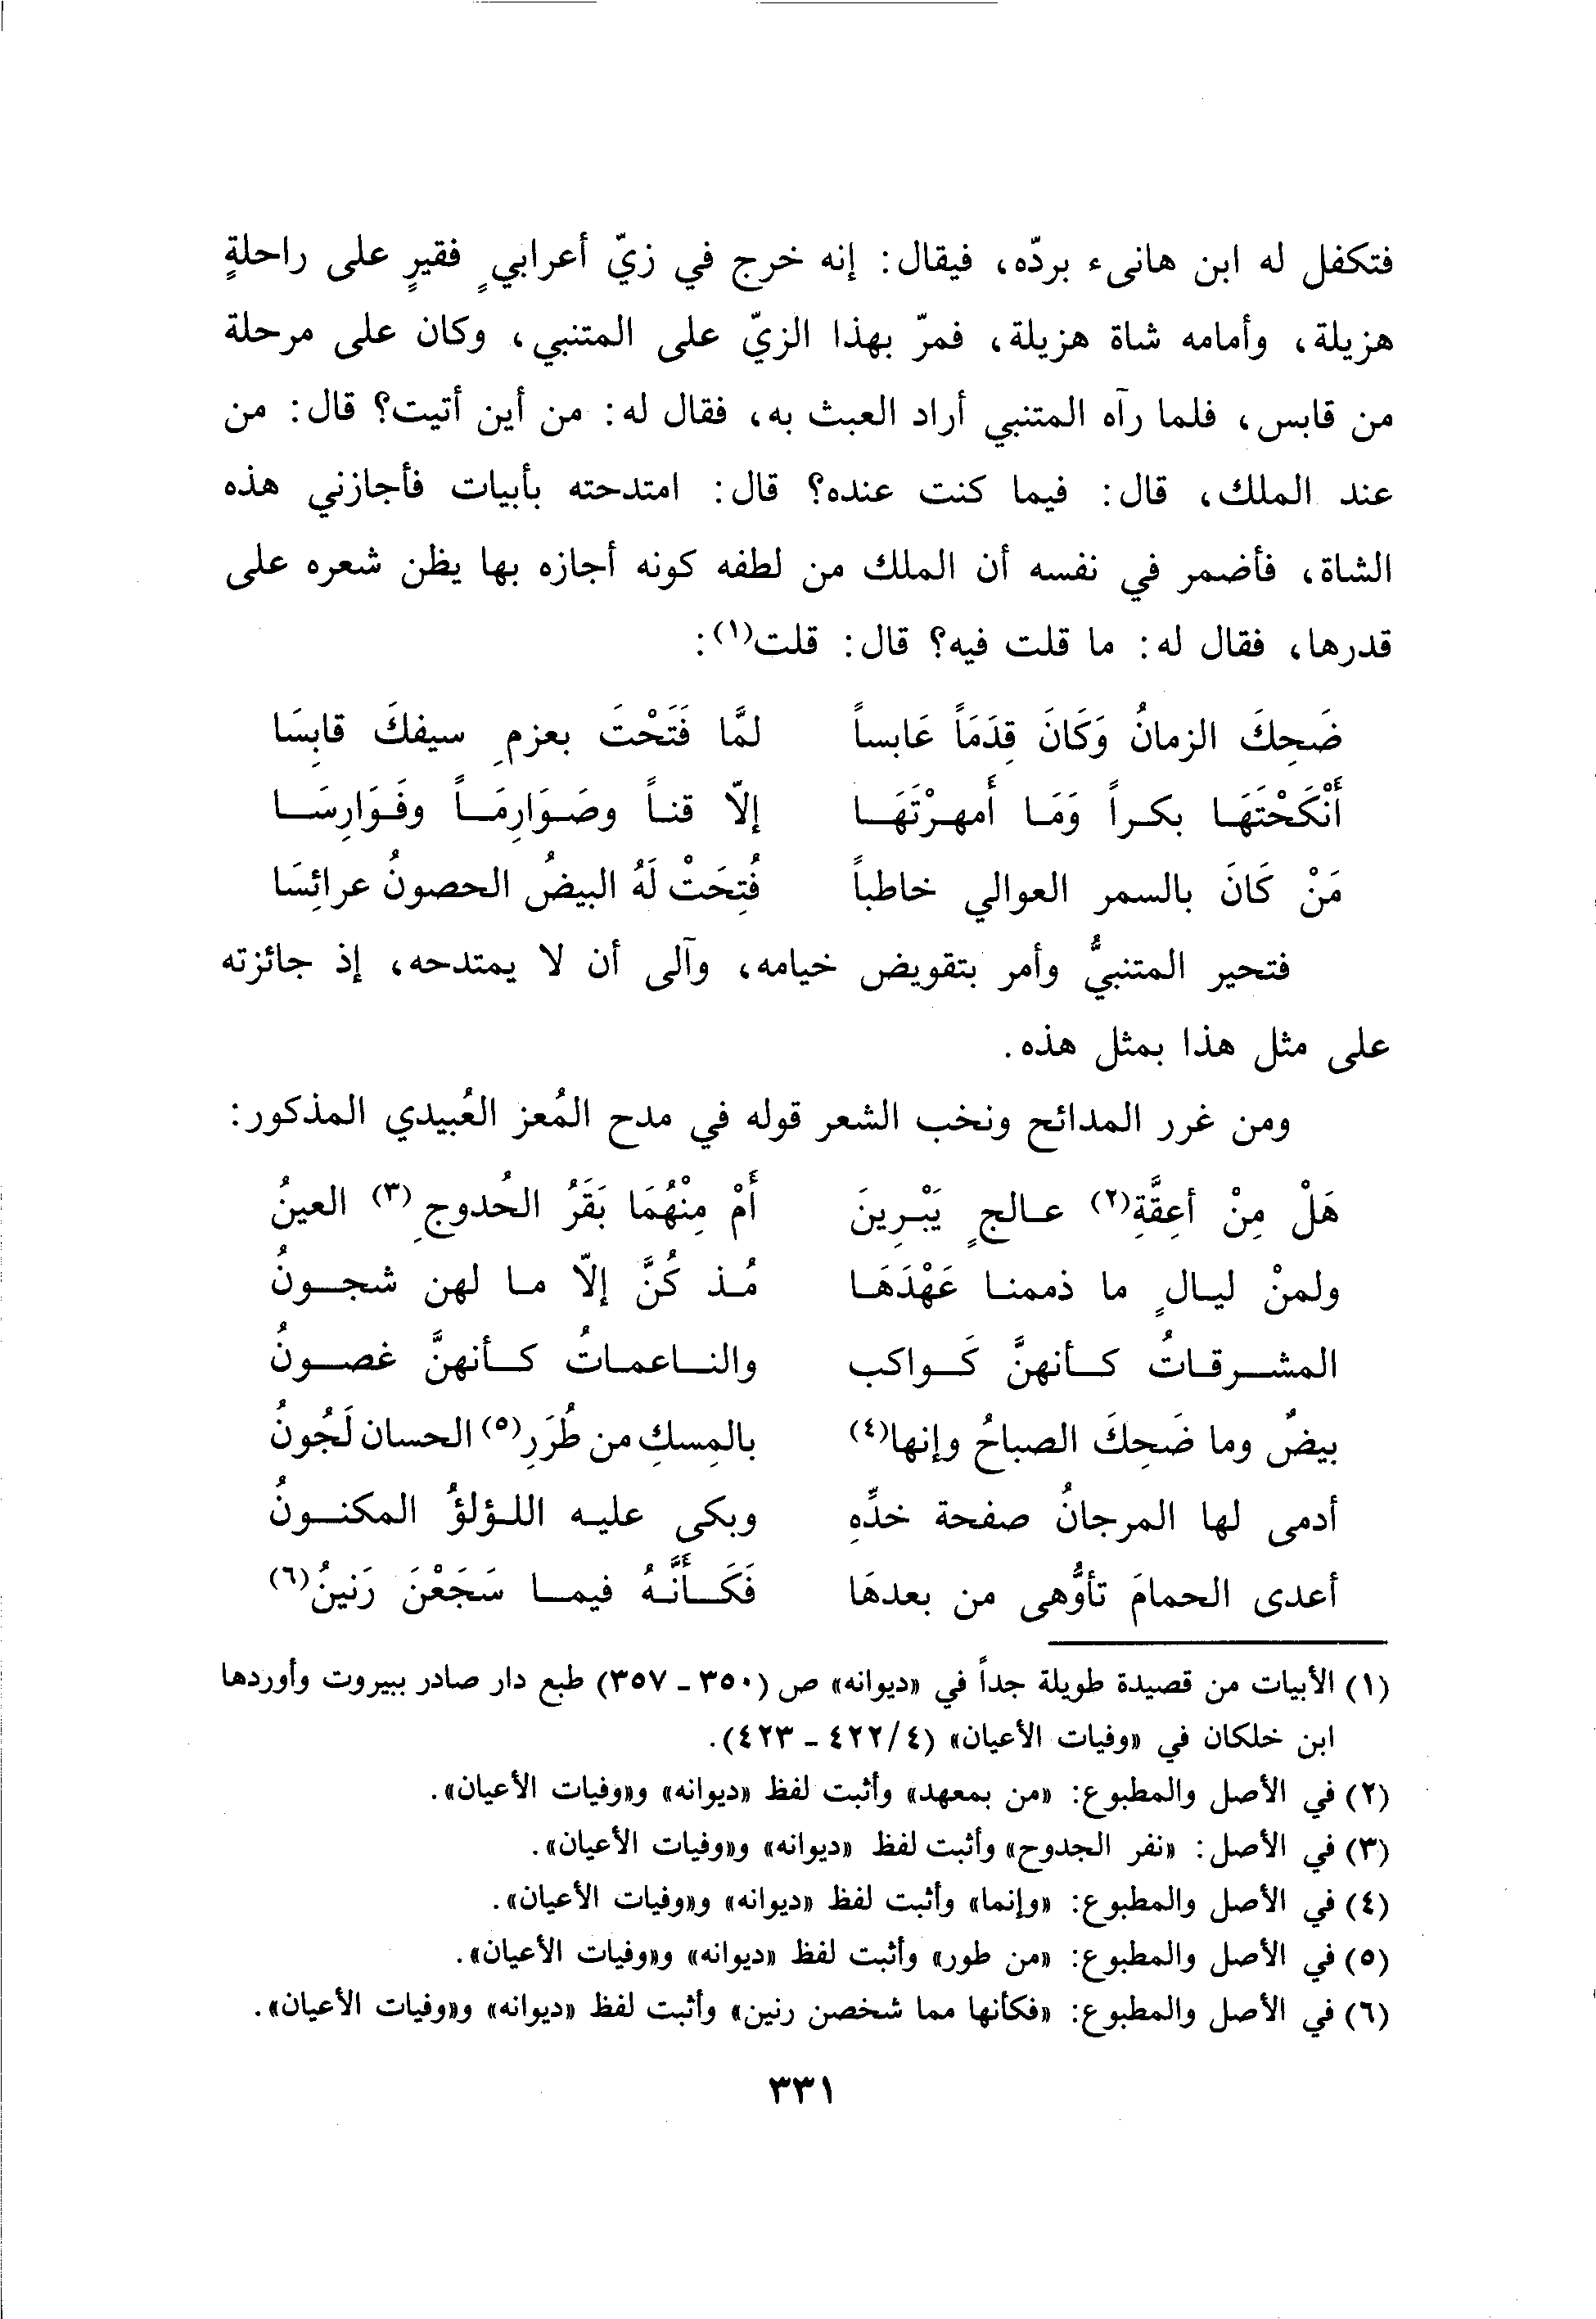 فتكفل له ابن هانىء بردّه، فيقال: إنه خرج في زيّ أعرابيٍ فقيرٍ على راحلةٍ
هزيلة، وأمامه شاة هزيلة، فمرّ بهذا الزيّ على المتنبي، وكان على مرحلة
من قابس، فلما رآه المتنبي أراد العبث به، فقال له: من أين أتيت؟ قال: من
عند الملك، قال: فيما كنت عنده؟ قال: امتدحته بأبيات فأجازني هذه
الشاة، فأضمر في نفسه أن الملك من لطفه كونه أجازه بها يظن شعره على
قدرها، فقال له: ما قلت فيه؟ قال: قلت(١):
ضَحِكَ الزمانُ وَكَانَ قِدَمَاً عَابساً لمَّا فَتَحْتَ بعزمِ سيفكَ قابِسَا
أَنْكَحْتَهَا بكراً وَمَا أَمهرْتَهَا إلّا قناً وصَوَارِمَاً وفَوَارِسَا
مَنْ كَانَ بالسمر العوالي خاطباً فُتِحَتْ لَهُ البيضُ الحصونُ عرائِسَا
فتحير المتنبيُّ وأمر بتقويض خيامه، وآلى أن لا يمتدحه، إذ جائزته
على مثل هذا بمثل هذه.
ومن غرر المدائح ونخب الشعر قوله في مدح المُعز العُبيدي المذكور:
هَلْ مِنْ أعِقَّةِ(٢) عالجٍ يَبْرِينَ أَمْ مِنْهُمَا بَقَرُ الحُدوجِ(٣) العينُ
ولمنْ ليالٍ ما ذممنا عَهْدَهَا مُذ كُنَّ إلّا ما لهن شجونُ
المشرقاتُ كأنهنَّ كَواكب والناعماتُ كأنهنَّ غصونُ
بيضٌ وما ضَحِكَ الصباحُ وإنها(٤) بالمِسكِ من طُرَرِ(٥) الحسان لَجُونُ
أدمى لها المرجانُ صفحة خدِّهِ وبكى عليه اللؤلؤُ المكنونُ
أعدى الحمامَ تأوُّهي من بعدهَا فَكَأَنَّهُ فيما سَجَعْنَ رَنينُ(٦)
(١) الأبيات من قصيدة طويلة جداً في «ديوانه» ص (٣٥٠ - ٣٥٧) طبع دار صادر ببيروت وأوردها
ابن خلكان في «وفيات الأعيان» (٤/ ٤٢٢ - ٤٢٣).
(٢) في الأصل والمطبوع: «من بمعهد» وأثبت لفظ «ديوانه» و«وفيات الأعيان».
(٣) في الأصل: «نفر الجدوح» وأثبت لفظ «ديوانه» و«وفيات الأعيان».
(٤) في الأصل والمطبوع: «وإنما» وأثبت لفظ «ديوانه» و«وفيات الأعيان».
(٥) في الأصل والمطبوع: «من طور» وأثبت لفظ «ديوانه» و«وفيات الأعيان».
(٦) في الأصل والمطبوع: «فكأنها مما شخصن رنين» وأثبت لفظ «ديوانه» و«وفيات الأعيان».
٣٣١